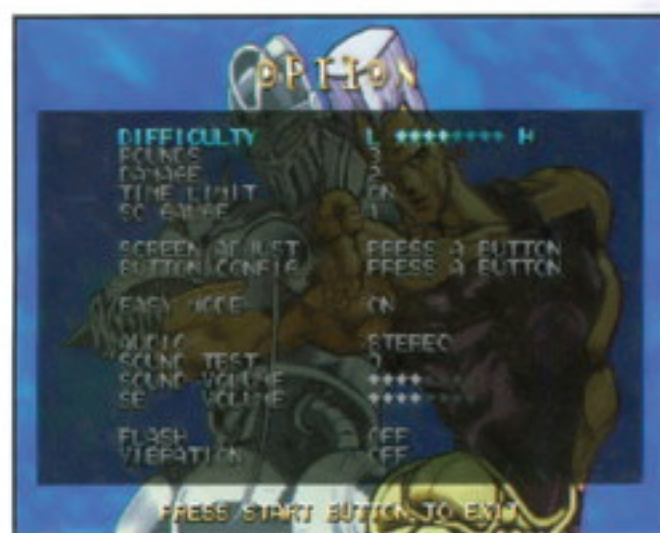 OPTION
DIFFICULTY L ++++++++ H
ROUNDS 3
DAMAGE 2
TIME LIMIT ON
SC GAUGE 1
SCREEN ADJUST PRESS A BUTTON
BUTTON CONFIG PRESS A BUTTON
EASY MODE ON
AUDIO STEREO
SOUND TEST 0
SOUND VOLUME
SE VOLUME
FLASH OFF
VIBRATION OFF
PRESS START BUTTON TO EXIT